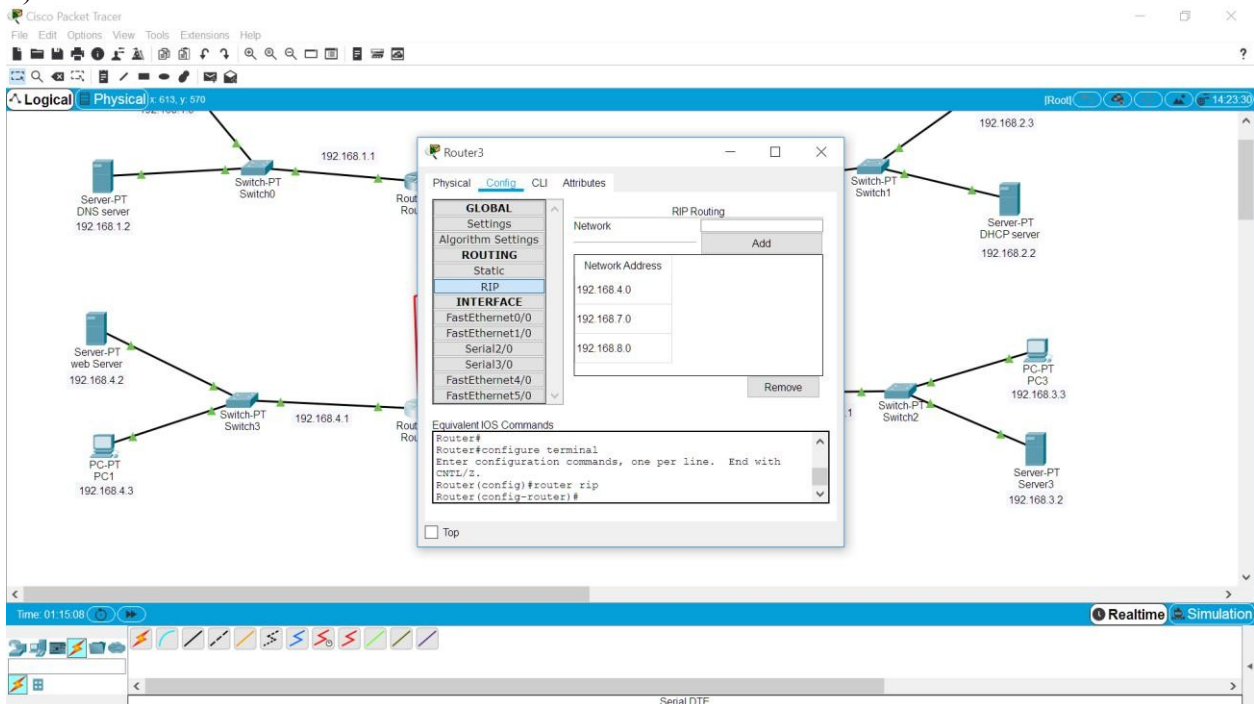 Cisco Packet Tracer
File Edit Options View Tools Extensions Help
?
Logical Physical x: 613, y: 570
[Root] 14:23:30
192.168.2.3
192.168.1.1
Switch-PT
Switch0
Server-PT
DNS server
192.168.1.2
Switch-PT
Switch1
Server-PT
DHCP server
192.168.2.2
Router3
Physical Config CLI Attributes
GLOBAL
Settings
Algorithm Settings
ROUTING
Static
RIP
INTERFACE
FastEthernet0/0
FastEthernet1/0
Serial2/0
Serial3/0
FastEthernet4/0
FastEthernet5/0
RIP Routing
Network
Add
Network Address
192.168.4.0
192.168.7.0
192.168.8.0
Remove
Equivalent IOS Commands
Router#
Router#configure terminal
Enter configuration commands, one per line. End with
CNTL/Z.
Router(config)#router rip
Router(config-router)#
Top
Server-PT
web Server
192.168.4.2
Switch-PT
Switch3
192.168.4.1
PC-PT
PC1
192.168.4.3
PC-PT
PC3
192.168.3.3
Switch-PT
Switch2
Server-PT
Server3
192.168.3.2
Time: 01:15:08
Realtime Simulation
Serial DTE